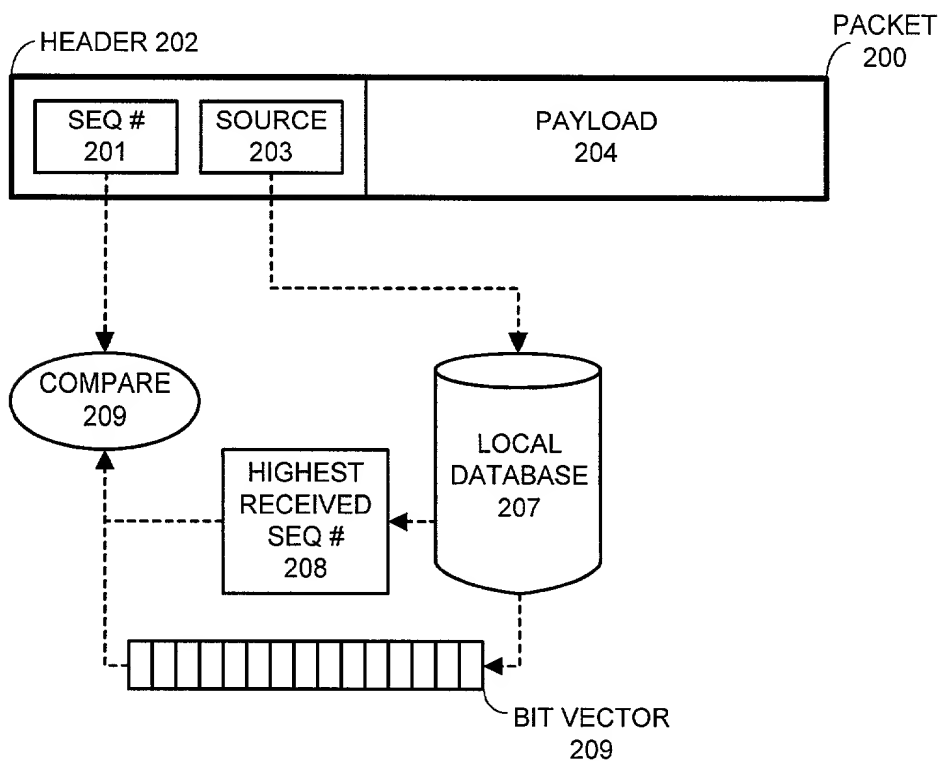 HEADER 202
PACKET
200
SEQ #
201
SOURCE
203
PAYLOAD
204
COMPARE
209
HIGHEST
RECEIVED
SEQ #
208
LOCAL
DATABASE
207
BIT VECTOR
209